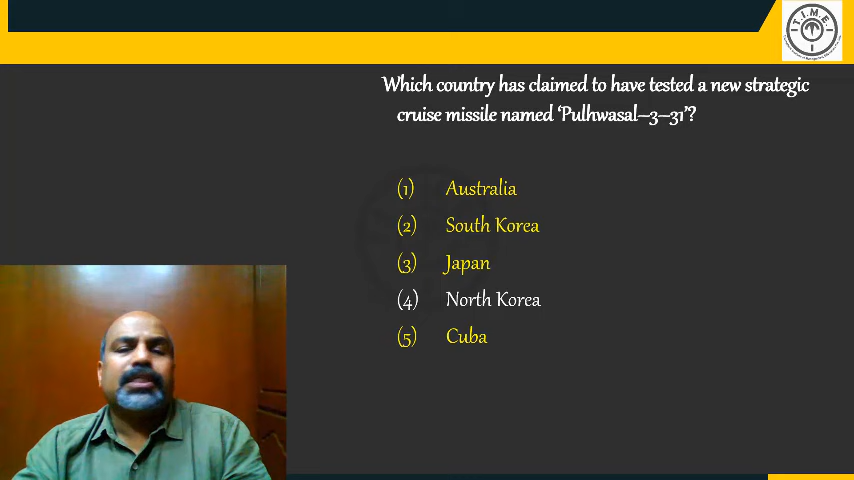 T.I.M.E.
Which country has claimed to have tested a new strategic
cruise missile named ‘Pulhwasal–3–31’?
(1) Australia
(2) South Korea
(3) Japan
(4) North Korea
(5) Cuba